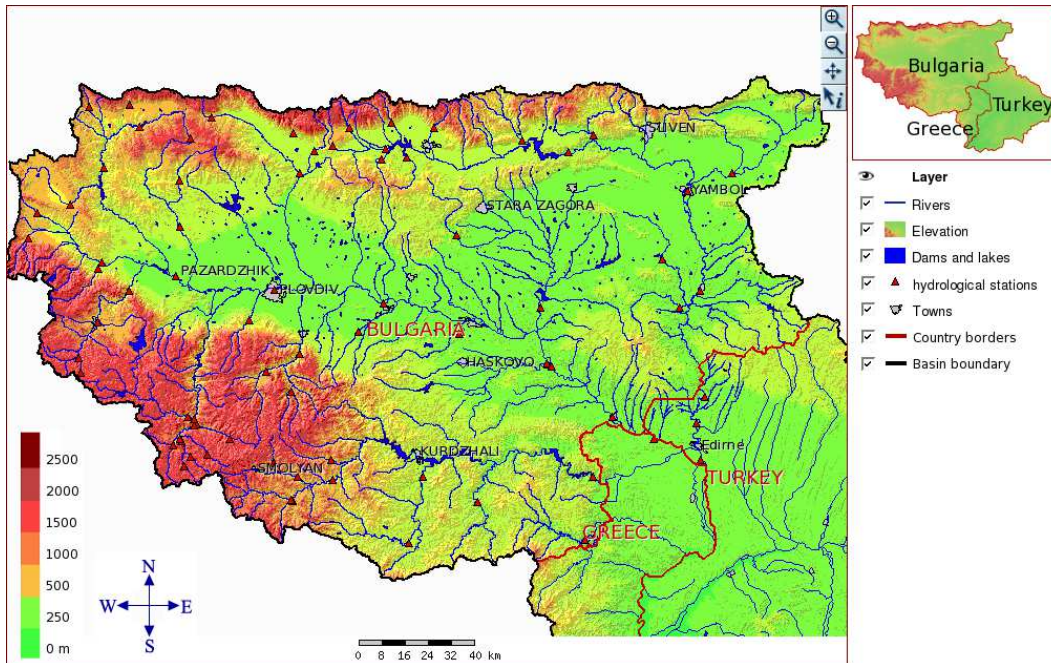 Bulgaria
Turkey
Greece
SLIVEN
YAMBOL
STARA ZAGORA
PAZARDZHIK
PLOVDIV
BULGARIA
HASKOVO
Edirne
KURDZHALI
SMOLYAN
TURKEY
GREECE
2500
2000
1500
1000
500
250
0 m
N
W E
S
0 8 16 24 32 40 km
i
Layer
Rivers
Elevation
Dams and lakes
hydrological stations
Towns
Country borders
Basin boundary